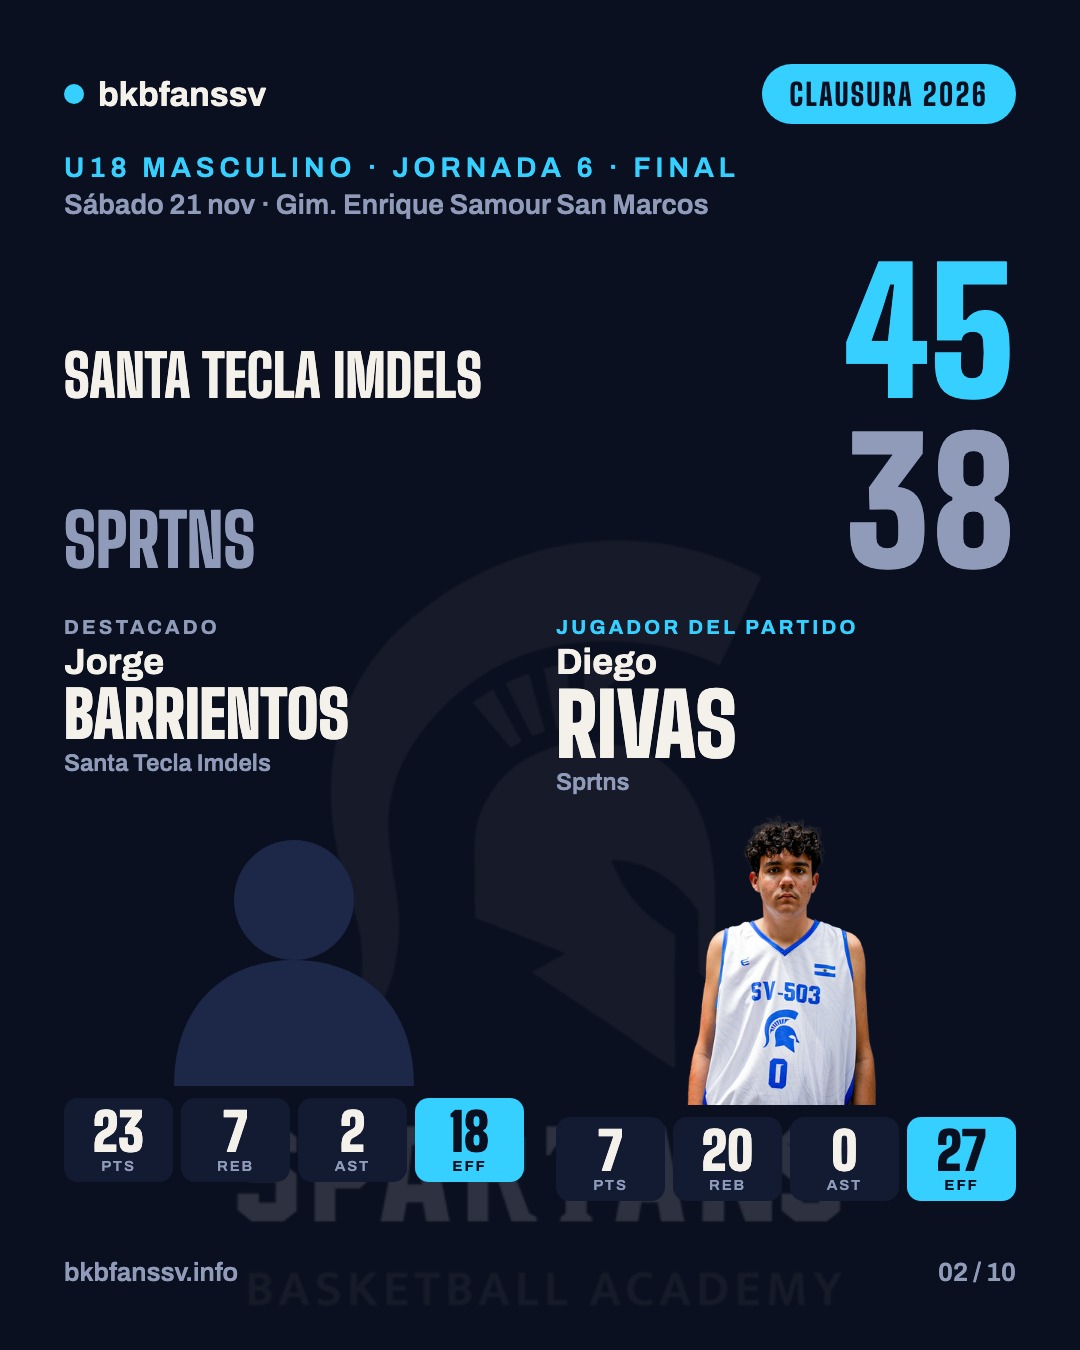 bkbfanssv
CLAUSURA 2026
U18 MASCULINO · JORNADA 6 · FINAL
Sábado 21 nov · Gim. Enrique Samour San Marcos
SANTA TECLA IMDELS
45
SPRTNS
38
DESTACADO
Jorge
BARRIENTOS
Santa Tecla Imdels
JUGADOR DEL PARTIDO
Diego
RIVAS
Sprtns
SV-503
0
23 7 2 18
PTS REB AST EFF
7 20 0 27
PTS REB AST EFF
SPARTANS
BASKETBALL ACADEMY
bkbfanssv.info
02 / 10